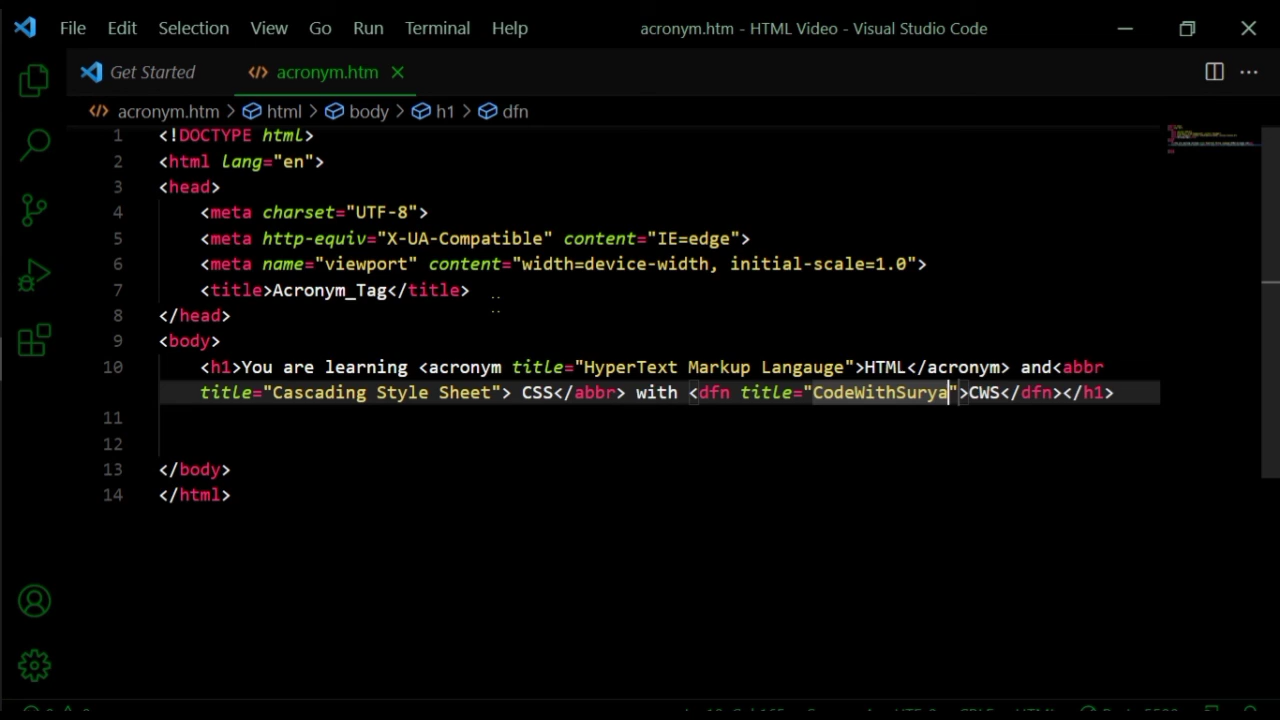 File Edit Selection View Go Run Terminal Help acronym.htm - HTML Video - Visual Studio Code
Get Started acronym.htm
acronym.htm > html > body > h1 > dfn
1 <!DOCTYPE html>
2 <html lang="en">
3 <head>
4 <meta charset="UTF-8">
5 <meta http-equiv="X-UA-Compatible" content="IE=edge">
6 <meta name="viewport" content="width=device-width, initial-scale=1.0">
7 <title>Acronym_Tag</title>
8 </head>
9 <body>
10 <h1>You are learning <acronym title="HyperText Markup Langauge">HTML</acronym> and<abbr
title="Cascading Style Sheet"> CSS</abbr> with <dfn title="CodeWithSurya">CWS</dfn></h1>
11
12
13 </body>
14 </html>